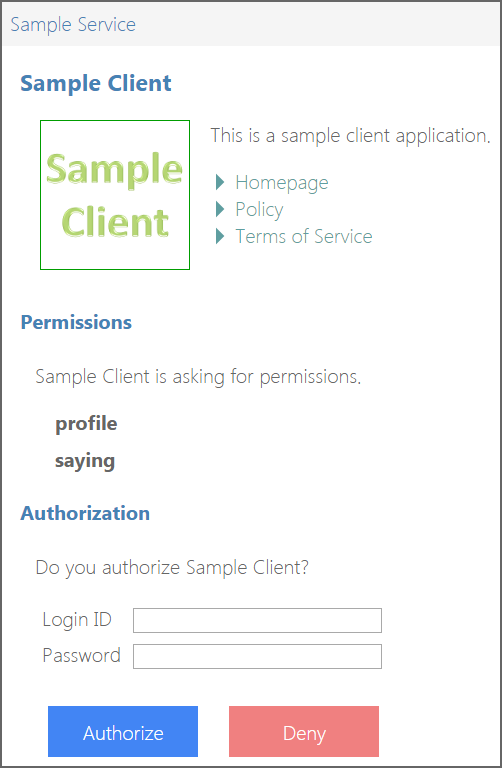 Sample Service
Sample Client
Sample
Client
This is a sample client application.
Homepage
Policy
Terms of Service
Permissions
Sample Client is asking for permissions.
profile
saying
Authorization
Do you authorize Sample Client?
Login ID
Password
Authorize Deny